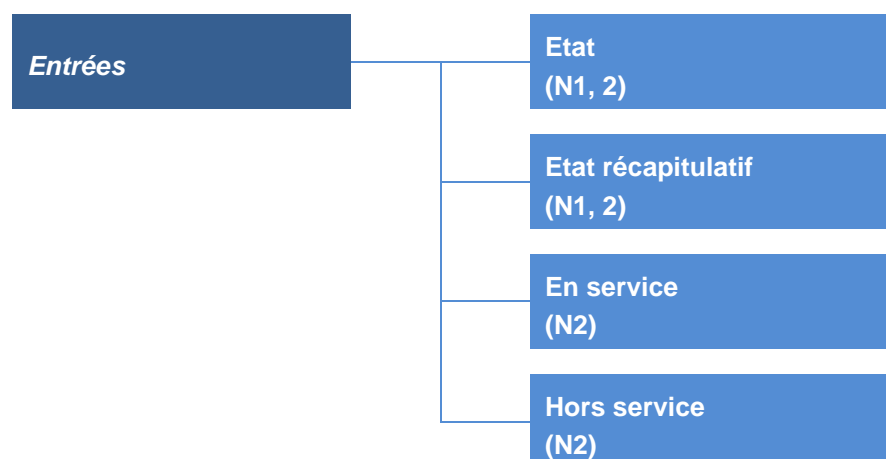 Entrées
Etat
(N1, 2)
Etat récapitulatif
(N1, 2)
En service
(N2)
Hors service
(N2)